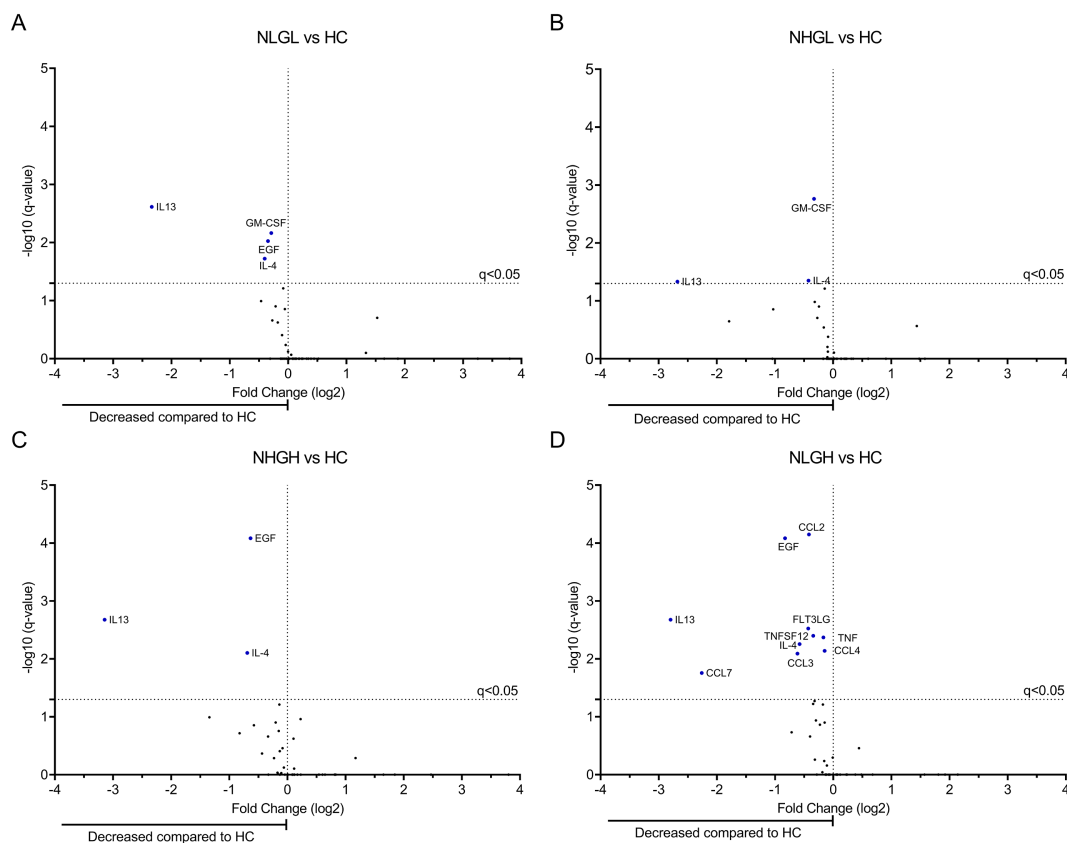 A
NLGL vs HC
5
4
3
2
1
0
-log10 (q-value)
IL13
GM-CSF
EGF
IL-4
q<0.05
-4 -3 -2 -1 0 1 2 3 4
Fold Change (log2)
Decreased compared to HC
B
NHGL vs HC
5
4
3
2
1
0
-log10 (q-value)
GM-CSF
IL13
IL-4
q<0.05
-4 -3 -2 -1 0 1 2 3 4
Fold Change (log2)
Decreased compared to HC
C
NHGH vs HC
5
4
3
2
1
0
-log10 (q-value)
EGF
IL13
IL-4
q<0.05
-4 -3 -2 -1 0 1 2 3 4
Fold Change (log2)
Decreased compared to HC
D
NLGH vs HC
5
4
3
2
1
0
-log10 (q-value)
CCL2
EGF
IL13
FLT3LG
TNFSF12
TNF
IL-4
CCL4
CCL3
CCL7
q<0.05
-4 -3 -2 -1 0 1 2 3 4
Fold Change (log2)
Decreased compared to HC